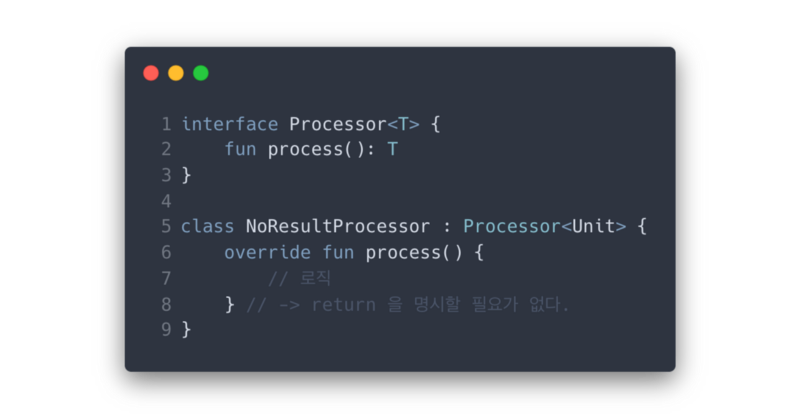 1 interface Processor<T> {
2     fun process(): T
3 }
4
5 class NoResultProcessor : Processor<Unit> {
6     override fun process() {
7         // 로직
8     } // -> return 을 명시할 필요가 없다.
9 }